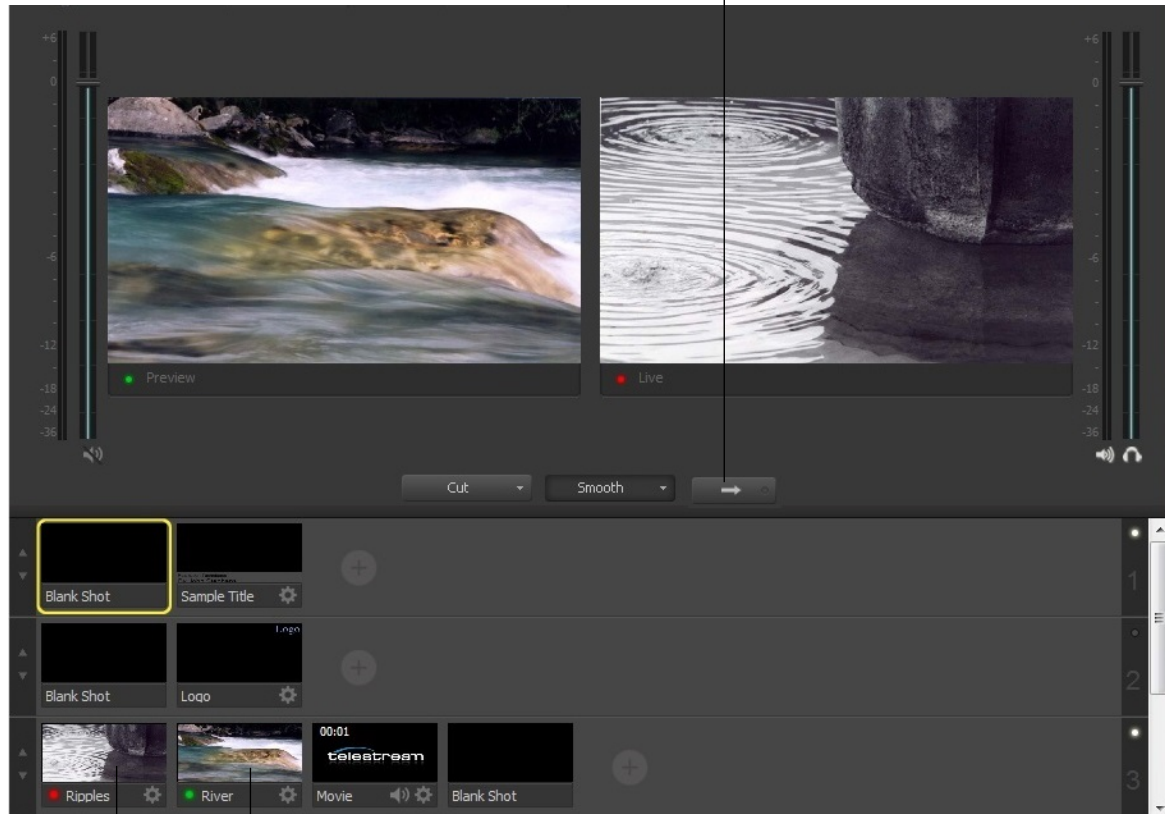 +6
0
-6
-12
-18
-24
-36
Preview
Live
+6
0
-6
-12
-18
-24
-36
Cut
Smooth
Blank Shot
Sample Title
1
Blank Shot
Logo
Logo
2
Ripples
River
00:01
telestream
Movie
Blank Shot
3